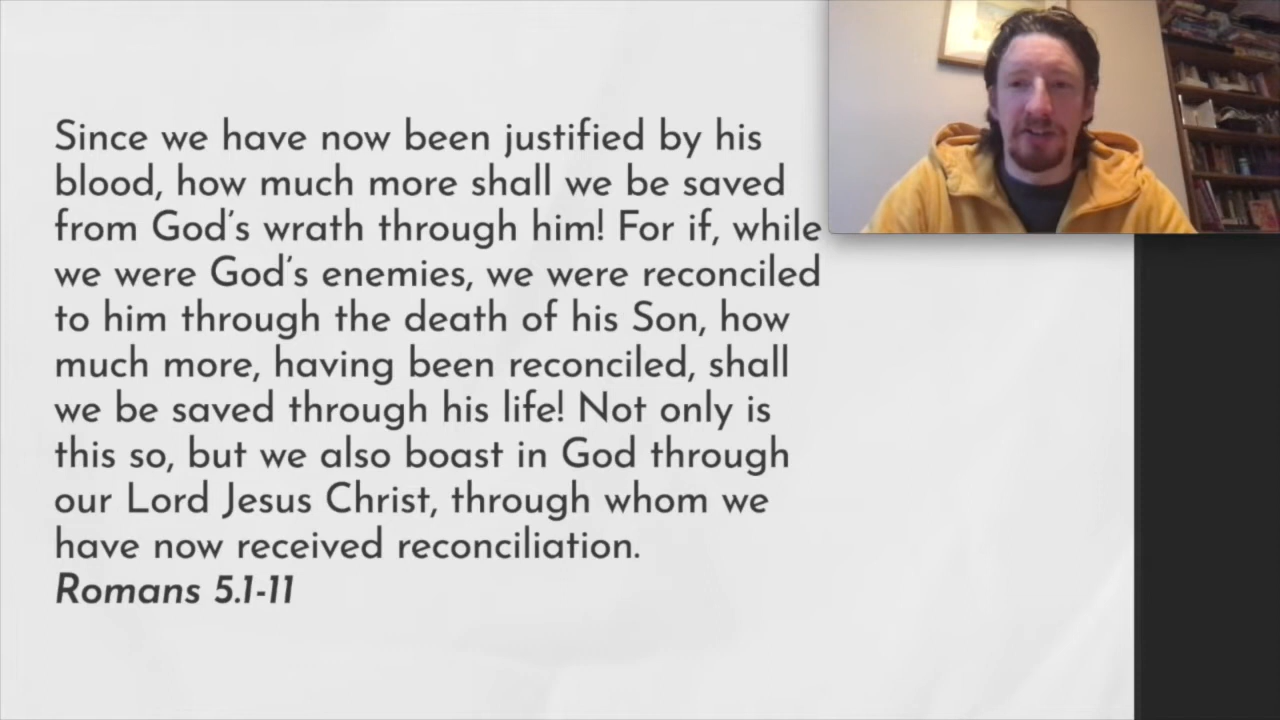 Since we have now been justified by his
blood, how much more shall we be saved
from God's wrath through him! For if, while
we were God's enemies, we were reconciled
to him through the death of his Son, how
much more, having been reconciled, shall
we be saved through his life! Not only is
this so, but we also boast in God through
our Lord Jesus Christ, through whom we
have now received reconciliation.
Romans 5.1-11